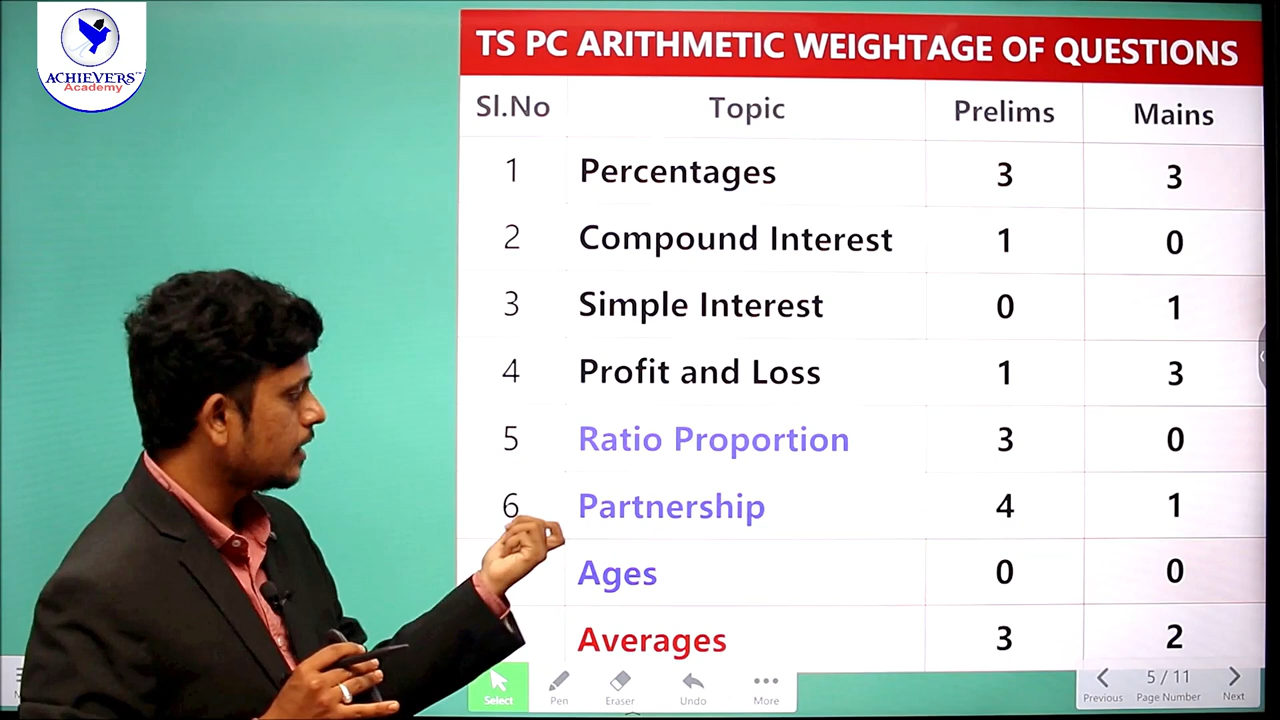 ACHIEVERS™
Academy
TS PC ARITHMETIC WEIGHTAGE OF QUESTIONS
Sl.No Topic Prelims Mains
1 Percentages 3 3
2 Compound Interest 1 0
3 Simple Interest 0 1
4 Profit and Loss 1 3
5 Ratio Proportion 3 0
6 Partnership 4 1
Ages 0 0
Averages 3 2
Select Pen Eraser Undo More
5 / 11
Previous Page Number Next